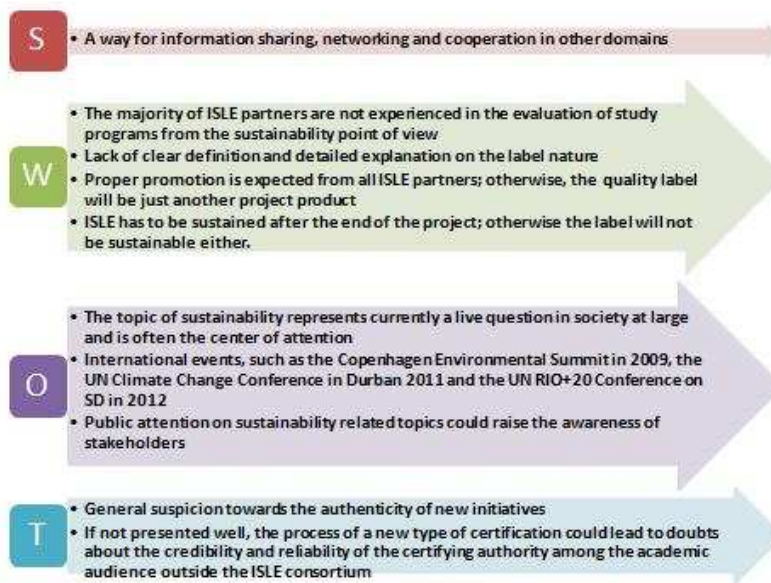 S
• A way for information sharing, networking and cooperation in other domains
W
• The majority of ISLE partners are not experienced in the evaluation of study
programs from the sustainability point of view
• Lack of clear definition and detailed explanation on the label nature
• Proper promotion is expected from all ISLE partners; otherwise, the quality label
will be just another project product
• ISLE has to be sustained after the end of the project; otherwise the label will not
be sustainable either.
O
• The topic of sustainability represents currently a live question in society at large
and is often the center of attention
• International events, such as the Copenhagen Environmental Summit in 2009, the
UN Climate Change Conference in Durban 2011 and the UN RIO+20 Conference on
SD in 2012
• Public attention on sustainability related topics could raise the awareness of
stakeholders
T
• General suspicion towards the authenticity of new initiatives
• If not presented well, the process of a new type of certification could lead to doubts
about the credibility and reliability of the certifying authority among the academic
audience outside the ISLE consortium